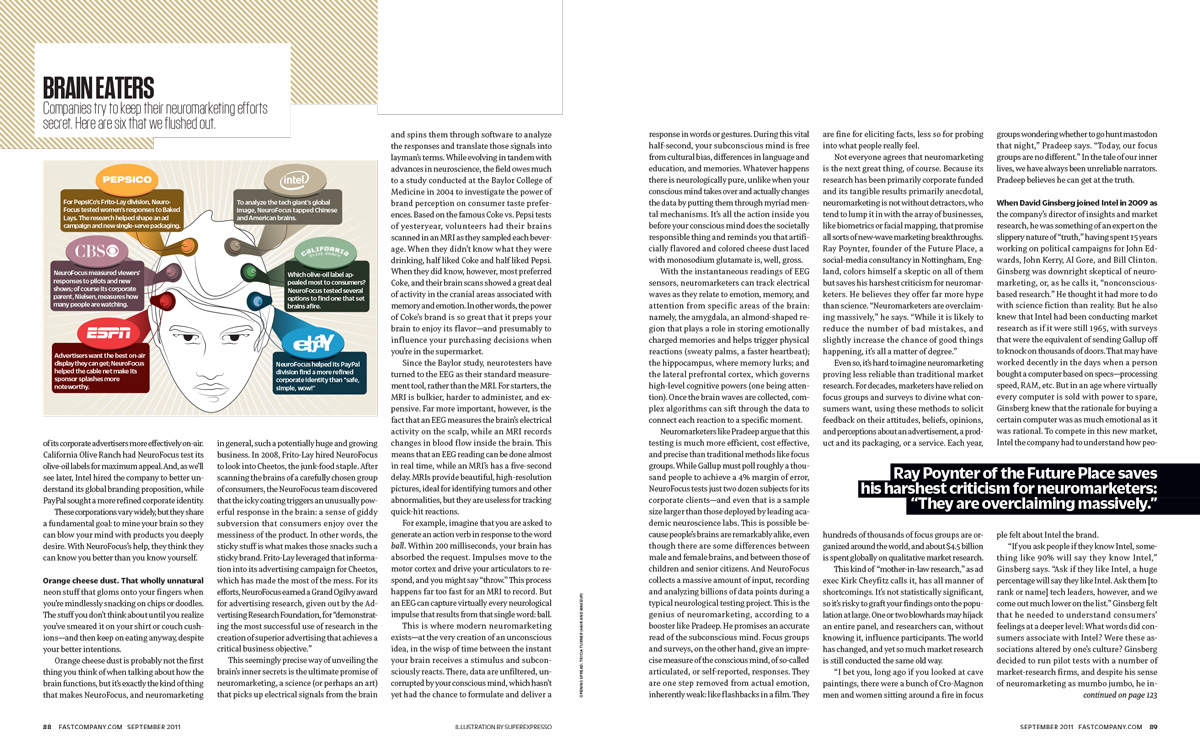 BRAIN EATERS
Companies try to keep their neuromarketing efforts
secret. Here are six that we flushed out.
PEPSICO
For PepsiCo's Frito-Lay division, Neuro-
Focus tested women's responses to Baked
Lays. The research helped shape an ad
campaign and new single-serve packaging.
intel
To analyze the tech giant's global
image, NeuroFocus tapped Chinese
and American brains.
CBS
NeuroFocus measured viewers'
responses to pilots and new
shows; of course its corporate
parent, Nielsen, measures how
many people are watching.
CALIFORNIA
OLIVE RANCH
Which olive-oil label ap-
pealed most to consumers?
NeuroFocus tested several
options to find one that set
brains afire.
ESPN
Advertisers want the best on-air
display they can get; NeuroFocus
helped the cable net make its
sponsor splashes more
noteworthy.
ebay
NeuroFocus helped its PayPal
division find a more refined
corporate identity than "safe,
simple, wow!"
of its corporate advertisers more effectively on-air.
California Olive Ranch had NeuroFocus test its
olive-oil labels for maximum appeal. And, as we'll
see later, Intel hired the company to better un-
derstand its global branding proposition, while
PayPal sought a more refined corporate identity.
These corporations vary widely, but they share
a fundamental goal: to mine your brain so they
can blow your mind with products you deeply
desire. With NeuroFocus's help, they think they
can know you better than you know yourself.
Orange cheese dust. That wholly unnatural
neon stuff that gloms onto your fingers when
you're mindlessly snacking on chips or doodles.
The stuff you don't think about until you realize
you've smeared it on your shirt or couch cush-
ions—and then keep on eating anyway, despite
your better intentions.
Orange cheese dust is probably not the first
thing you think of when talking about how the
brain functions, but it's exactly the kind of thing
that makes NeuroFocus, and neuromarketing
in general, such a potentially huge and growing
business. In 2008, Frito-Lay hired NeuroFocus
to look into Cheetos, the junk-food staple. After
scanning the brains of a carefully chosen group
of consumers, the NeuroFocus team discovered
that the icky coating triggers an unusually pow-
erful response in the brain: a sense of giddy
subversion that consumers enjoy over the
messiness of the product. In other words, the
sticky stuff is what makes those snacks such a
sticky brand. Frito-Lay leveraged that informa-
tion into its advertising campaign for Cheetos,
which has made the most of the mess. For its
efforts, NeuroFocus earned a Grand Ogilvy award
for advertising research, given out by the Ad-
vertising Research Foundation, for "demonstrat-
ing the most successful use of research in the
creation of superior advertising that achieves a
critical business objective."
This seemingly precise way of unveiling the
brain's inner secrets is the ultimate promise of
neuromarketing, a science (or perhaps an art)
that picks up electrical signals from the brain
and spins them through software to analyze
the responses and translate those signals into
layman's terms. While evolving in tandem with
advances in neuroscience, the field owes much
to a study conducted at the Baylor College of
Medicine in 2004 to investigate the power of
brand perception on consumer taste prefer-
ences. Based on the famous Coke vs. Pepsi tests
of yesteryear, volunteers had their brains
scanned in an MRI as they sampled each bever-
age. When they didn't know what they were
drinking, half liked Coke and half liked Pepsi.
When they did know, however, most preferred
Coke, and their brain scans showed a great deal
of activity in the cranial areas associated with
memory and emotion. In other words, the power
of Coke's brand is so great that it preps your
brain to enjoy its flavor—and presumably to
influence your purchasing decisions when
you're in the supermarket.
Since the Baylor study, neurotesters have
turned to the EEG as their standard measure-
ment tool, rather than the MRI. For starters, the
MRI is bulkier, harder to administer, and ex-
pensive. Far more important, however, is the
fact that an EEG measures the brain's electrical
activity on the scalp, while an MRI records
changes in blood flow inside the brain. This
means that an EEG reading can be done almost
in real time, while an MRI's has a five-second
delay. MRIs provide beautiful, high-resolution
pictures, ideal for identifying tumors and other
abnormalities, but they are useless for tracking
quick-hit reactions.
For example, imagine that you are asked to
generate an action verb in response to the word
ball. Within 200 milliseconds, your brain has
absorbed the request. Impulses move to the
motor cortex and drive your articulators to re-
spond, and you might say "throw." This process
happens far too fast for an MRI to record. But
an EEG can capture virtually every neurological
impulse that results from that single word: ball.
This is where modern neuromarketing
exists—at the very creation of an unconscious
idea, in the wisp of time between the instant
your brain receives a stimulus and subcon-
sciously reacts. There, data are unfiltered, un-
corrupted by your conscious mind, which hasn't
yet had the chance to formulate and deliver a
OPENING SPREAD: TRICIA TURNER (HAIR AND MAKEUP)
88 FASTCOMPANY.COM SEPTEMBER 2011
ILLUSTRATION BY SUPEREXPRESSO
response in words or gestures. During this vital
half-second, your subconscious mind is free
from cultural bias, differences in language and
education, and memories. Whatever happens
there is neurologically pure, unlike when your
conscious mind takes over and actually changes
the data by putting them through myriad men-
tal mechanisms. It's all the action inside you
before your conscious mind does the societally
responsible thing and reminds you that artifi-
cially flavored and colored cheese dust laced
with monosodium glutamate is, well, gross.
With the instantaneous readings of EEG
sensors, neuromarketers can track electrical
waves as they relate to emotion, memory, and
attention from specific areas of the brain:
namely, the amygdala, an almond-shaped re-
gion that plays a role in storing emotionally
charged memories and helps trigger physical
reactions (sweaty palms, a faster heartbeat);
the hippocampus, where memory lurks; and
the lateral prefrontal cortex, which governs
high-level cognitive powers (one being atten-
tion). Once the brain waves are collected, com-
plex algorithms can sift through the data to
connect each reaction to a specific moment.
Neuromarketers like Pradeep argue that this
testing is much more efficient, cost effective,
and precise than traditional methods like focus
groups. While Gallup must poll roughly a thou-
sand people to achieve a 4% margin of error,
NeuroFocus tests just two dozen subjects for its
corporate clients—and even that is a sample
size larger than those deployed by leading aca-
demic neuroscience labs. This is possible be-
cause people's brains are remarkably alike, even
though there are some differences between
male and female brains, and between those of
children and senior citizens. And NeuroFocus
collects a massive amount of input, recording
and analyzing billions of data points during a
typical neurological testing project. This is the
genius of neuromarketing, according to a
booster like Pradeep. He promises an accurate
read of the subconscious mind. Focus groups
and surveys, on the other hand, give an impre-
cise measure of the conscious mind, of so-called
articulated, or self-reported, responses. They
are one step removed from actual emotion,
inherently weak: like flashbacks in a film. They
are fine for eliciting facts, less so for probing
into what people really feel.
Not everyone agrees that neuromarketing
is the next great thing, of course. Because its
research has been primarily corporate funded
and its tangible results primarily anecdotal,
neuromarketing is not without detractors, who
tend to lump it in with the array of businesses,
like biometrics or facial mapping, that promise
all sorts of new-wave marketing breakthroughs.
Ray Poynter, founder of the Future Place, a
social-media consultancy in Nottingham, Eng-
land, colors himself a skeptic on all of them
but saves his harshest criticism for neuromar-
keters. He believes they offer far more hype
than science. "Neuromarketers are overclaim-
ing massively," he says. "While it is likely to
reduce the number of bad mistakes, and
slightly increase the chance of good things
happening, it's all a matter of degree."
Even so, it's hard to imagine neuromarketing
proving less reliable than traditional market
research. For decades, marketers have relied on
focus groups and surveys to divine what con-
sumers want, using these methods to solicit
feedback on their attitudes, beliefs, opinions,
and perceptions about an advertisement, a prod-
uct and its packaging, or a service. Each year,
hundreds of thousands of focus groups are or-
ganized around the world, and about $4.5 billion
is spent globally on qualitative market research.
This kind of "mother-in-law research," as ad
exec Kirk Cheyfitz calls it, has all manner of
shortcomings. It's not statistically significant,
so it's risky to graft your findings onto the popu-
lation at large. One or two blowhards may hijack
an entire panel, and researchers can, without
knowing it, influence participants. The world
has changed, and yet so much market research
is still conducted the same old way.
"I bet you, long ago if you looked at cave
paintings, there were a bunch of Cro-Magnon
men and women sitting around a fire in focus
groups wondering whether to go hunt mastodon
that night," Pradeep says. "Today, our focus
groups are no different." In the tale of our inner
lives, we have always been unreliable narrators.
Pradeep believes he can get at the truth.
When David Ginsberg joined Intel in 2009 as
the company's director of insights and market
research, he was something of an expert on the
slippery nature of "truth," having spent 15 years
working on political campaigns for John Ed-
wards, John Kerry, Al Gore, and Bill Clinton.
Ginsberg was downright skeptical of neuro-
marketing, or, as he calls it, "nonconscious-
based research." He thought it had more to do
with science fiction than reality. But he also
knew that Intel had been conducting market
research as if it were still 1965, with surveys
that were the equivalent of sending Gallup off
to knock on thousands of doors. That may have
worked decently in the days when a person
bought a computer based on specs—processing
speed, RAM, etc. But in an age where virtually
every computer is sold with power to spare,
Ginsberg knew that the rationale for buying a
certain computer was as much emotional as it
was rational. To compete in this new market,
Intel the company had to understand how peo-
Ray Poynter of the Future Place saves
his harshest criticism for neuromarketers:
"They are overclaiming massively."
ple felt about Intel the brand.
"If you ask people if they know Intel, some-
thing like 90% will say they know Intel,"
Ginsberg says. "Ask if they like Intel, a huge
percentage will say they like Intel. Ask them [to
rank or name] tech leaders, however, and we
come out much lower on the list." Ginsberg felt
that he needed to understand consumers'
feelings at a deeper level: What words did con-
sumers associate with Intel? Were these as-
sociations altered by one's culture? Ginsberg
decided to run pilot tests with a number of
market-research firms, and despite his sense
of neuromarketing as mumbo jumbo, he in-
continued on page 123
SEPTEMBER 2011 FASTCOMPANY.COM 89